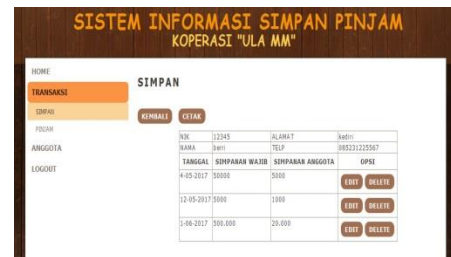 SISTEM INFORMASI SIMPAN PINJAM
KOPERASI "ULA MM"
HOME
TRANSAKSI
SIMPAN
PINJAM
ANGGOTA
LOGOUT
SIMPAN
KEMBALI CETAK
NIK 12345 ALAMAT kediri
NAMA beni TELP 085231225567
TANGGAL SIMPANAN WAJIB SIMPANAN ANGGOTA OPSI
4-05-2017 50000 5000 EDIT DELETE
12-05-2017 5000 1000 EDIT DELETE
1-06-2017 500.000 20.000 EDIT DELETE